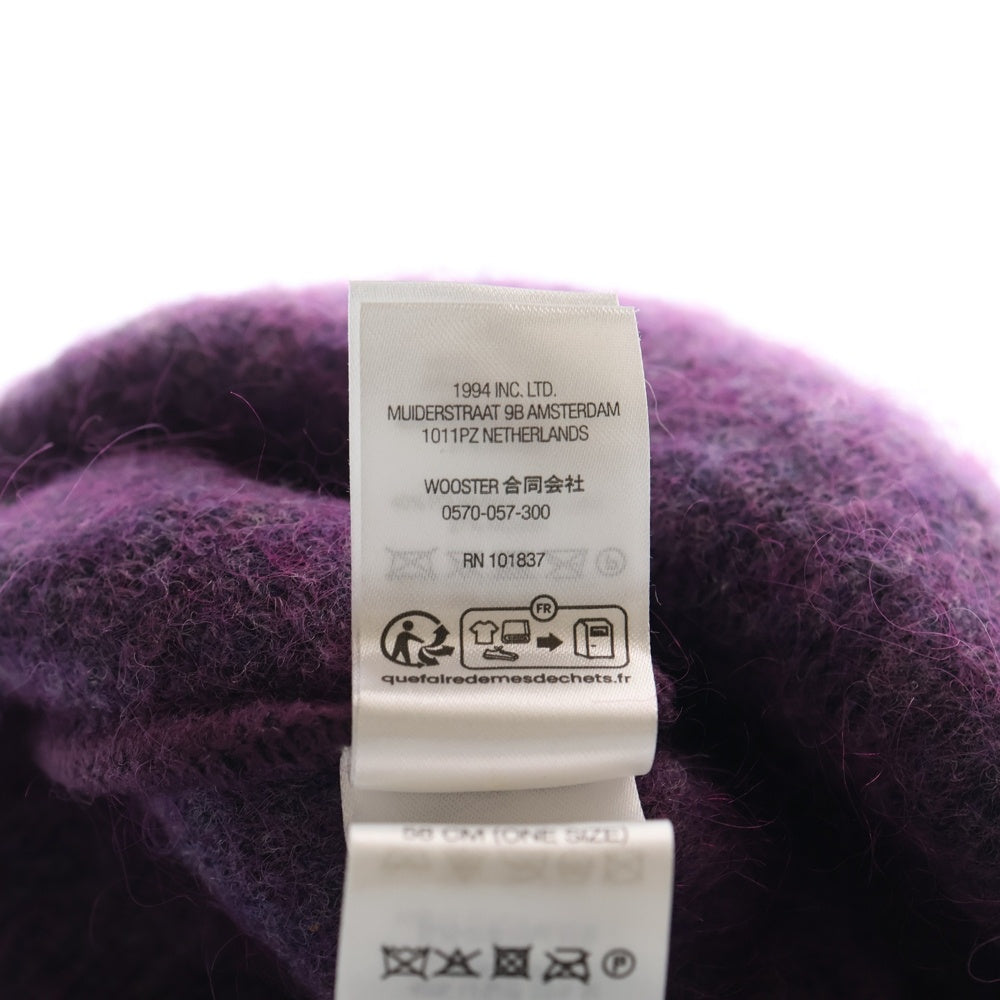 1994 INC. LTD.
MUIDERSTRAAT 9B AMSTERDAM
1011PZ NETHERLANDS
WOOSTER 合同会社
0570-057-300
RN 101837
FR
quefairedemesdechets.fr
CM (ONE SIZE)
P